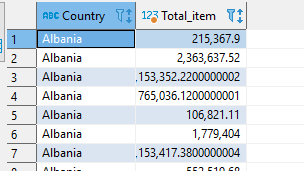 ABC Country 123 Total_item
1 Albania 215,367.9
2 Albania 2,363,637.52
3 Albania ,153,352.2200000002
4 Albania 765,036.1200000001
5 Albania 106,821.11
6 Albania 1,779,404
7 Albania ,153,417.3800000004
Albania